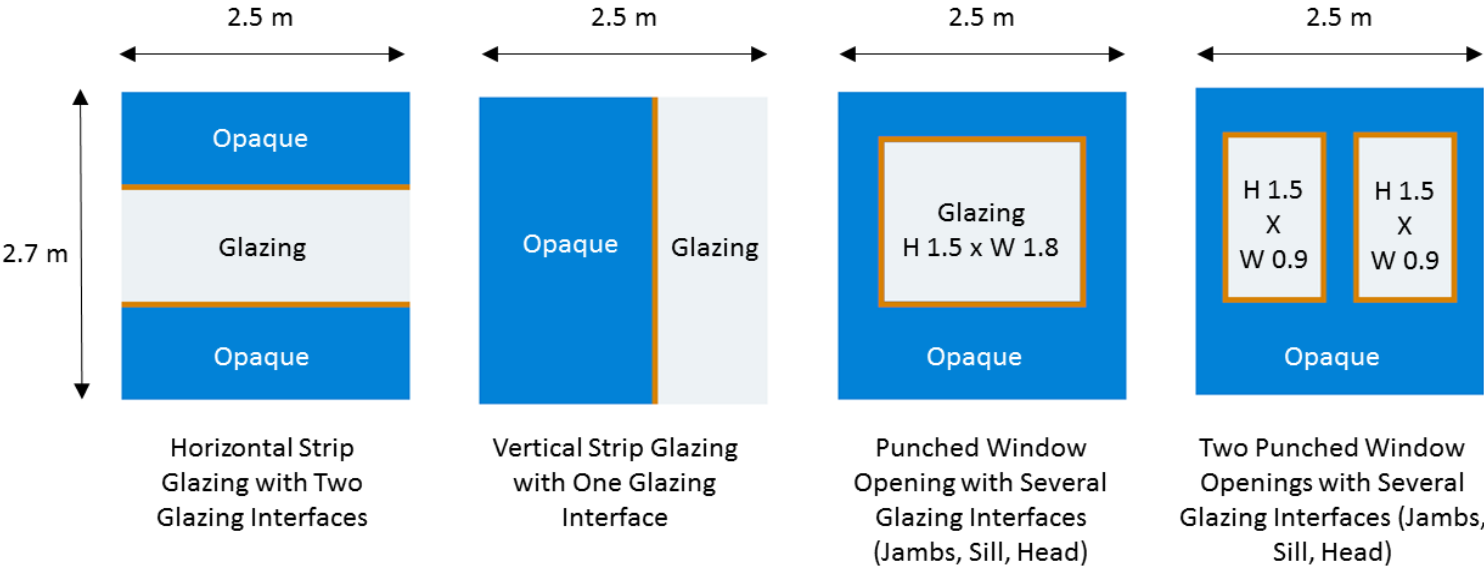 2.5 m
2.5 m
2.5 m
2.5 m
2.7 m
Opaque
Glazing
Opaque
Opaque
Glazing
Glazing
H 1.5 x W 1.8
Opaque
H 1.5
X
W 0.9
H 1.5
X
W 0.9
Opaque
Horizontal Strip
Glazing with Two
Glazing Interfaces
Vertical Strip Glazing
with One Glazing
Interface
Punched Window
Opening with Several
Glazing Interfaces
(Jambs, Sill, Head)
Two Punched Window
Openings with Several
Glazing Interfaces (Jambs,
Sill, Head)